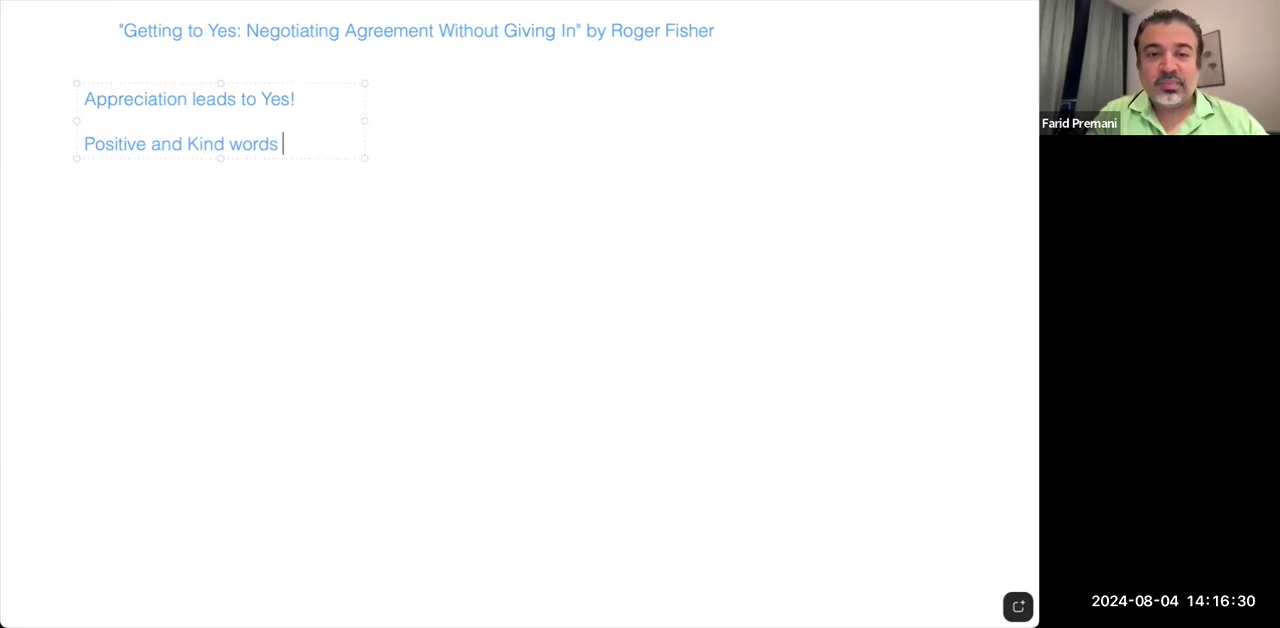 "Getting to Yes: Negotiating Agreement Without Giving In" by Roger Fisher
Appreciation leads to Yes!
Positive and Kind words
Farid Premani
2024-08-04 14:16:30